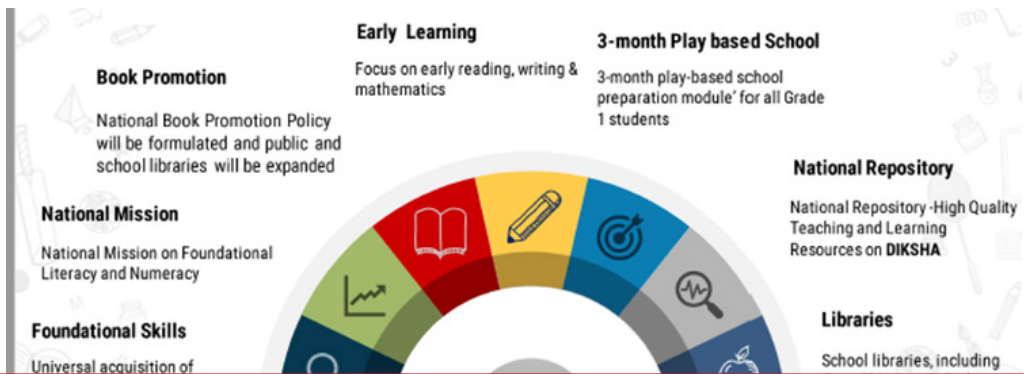 Early Learning
Focus on early reading, writing &
mathematics
3-month Play based School
3-month play-based school
preparation module’ for all Grade
1 students
Book Promotion
National Book Promotion Policy
will be formulated and public and
school libraries will be expanded
National Repository
National Repository -High Quality
Teaching and Learning
Resources on DIKSHA
National Mission
National Mission on Foundational
Literacy and Numeracy
Foundational Skills
Universal acquisition of
Libraries
School libraries, including